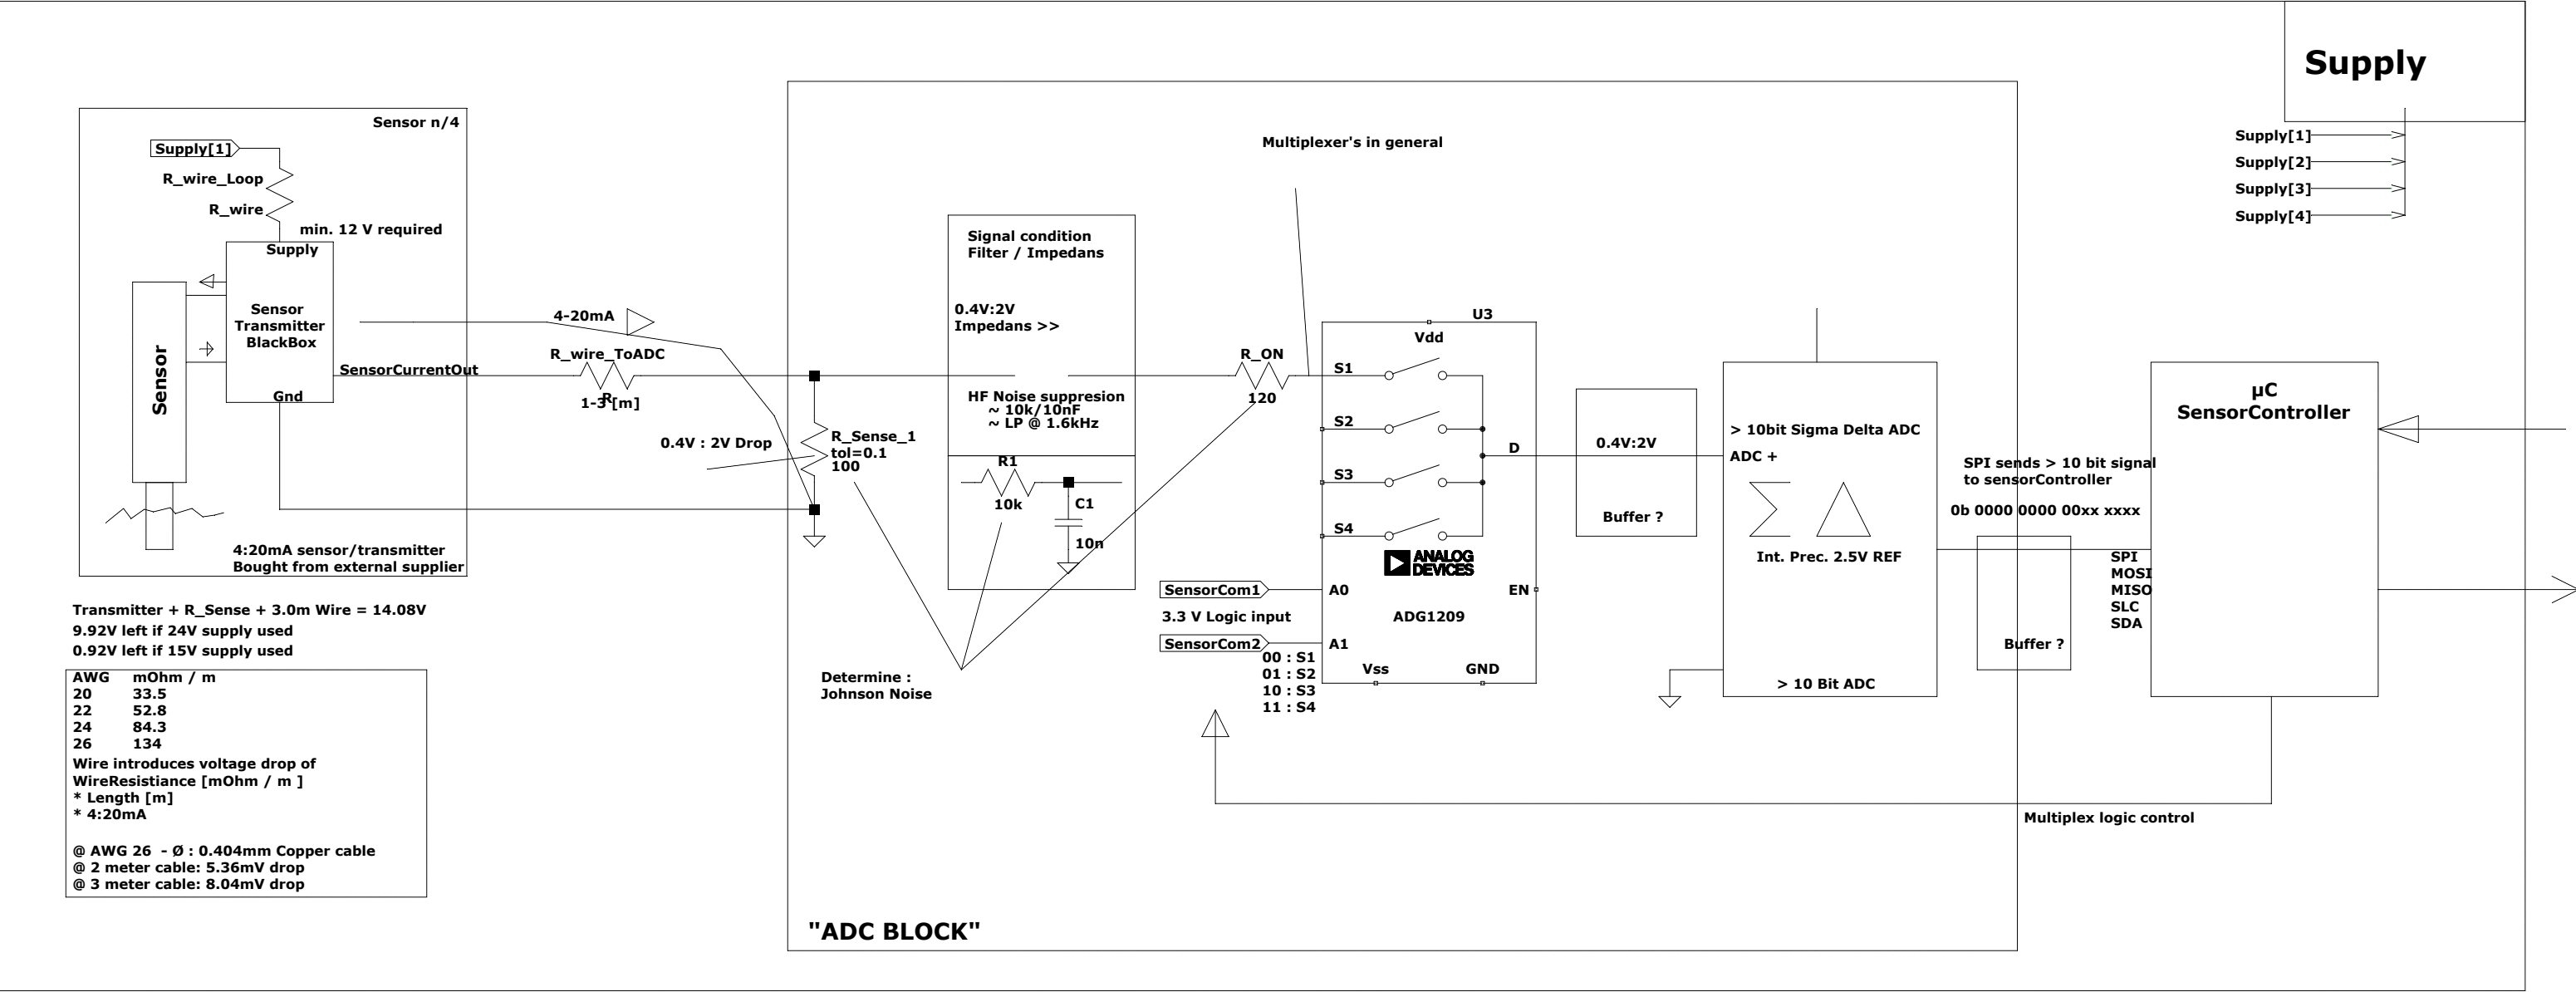 Supply
Supply[1]
Supply[2]
Supply[3]
Supply[4]
Sensor n/4
Supply[1]
R_wire_Loop
R_wire
min. 12 V required
Supply
Sensor
Transmitter
BlackBox
Sensor
SensorCurrentOut
Gnd
4:20mA sensor/transmitter
Bought from external supplier
4-20mA
R_wire_ToADC
R
1-3 [m]
0.4V : 2V Drop
R_Sense_1
tol=0.1
100
Transmitter + R_Sense + 3.0m Wire = 14.08V
9.92V left if 24V supply used
0.92V left if 15V supply used
AWG mOhm / m
20 33.5
22 52.8
24 84.3
26 134
Wire introduces voltage drop of
WireResistiance [mOhm / m ]
* Length [m]
* 4:20mA
@ AWG 26 - Ø : 0.404mm Copper cable
@ 2 meter cable: 5.36mV drop
@ 3 meter cable: 8.04mV drop
Signal condition
Filter / Impedans
0.4V:2V
Impedans >>
HF Noise suppresion
~ 10k/10nF
~ LP @ 1.6kHz
R1
10k
C1
10n
Determine :
Johnson Noise
Multiplexer's in general
R_ON
120
U3
Vdd
S1
S2
S3
S4
D
ANALOG
DEVICES
A0
EN
ADG1209
A1
Vss
GND
SensorCom1
3.3 V Logic input
SensorCom2
00 : S1
01 : S2
10 : S3
11 : S4
0.4V:2V
Buffer ?
> 10bit Sigma Delta ADC
ADC +
Int. Prec. 2.5V REF
> 10 Bit ADC
SPI sends > 10 bit signal
to sensorController
0b 0000 0000 00xx xxxx
Buffer ?
µC
SensorController
SPI
MOSI
MISO
SLC
SDA
Multiplex logic control
"ADC BLOCK"